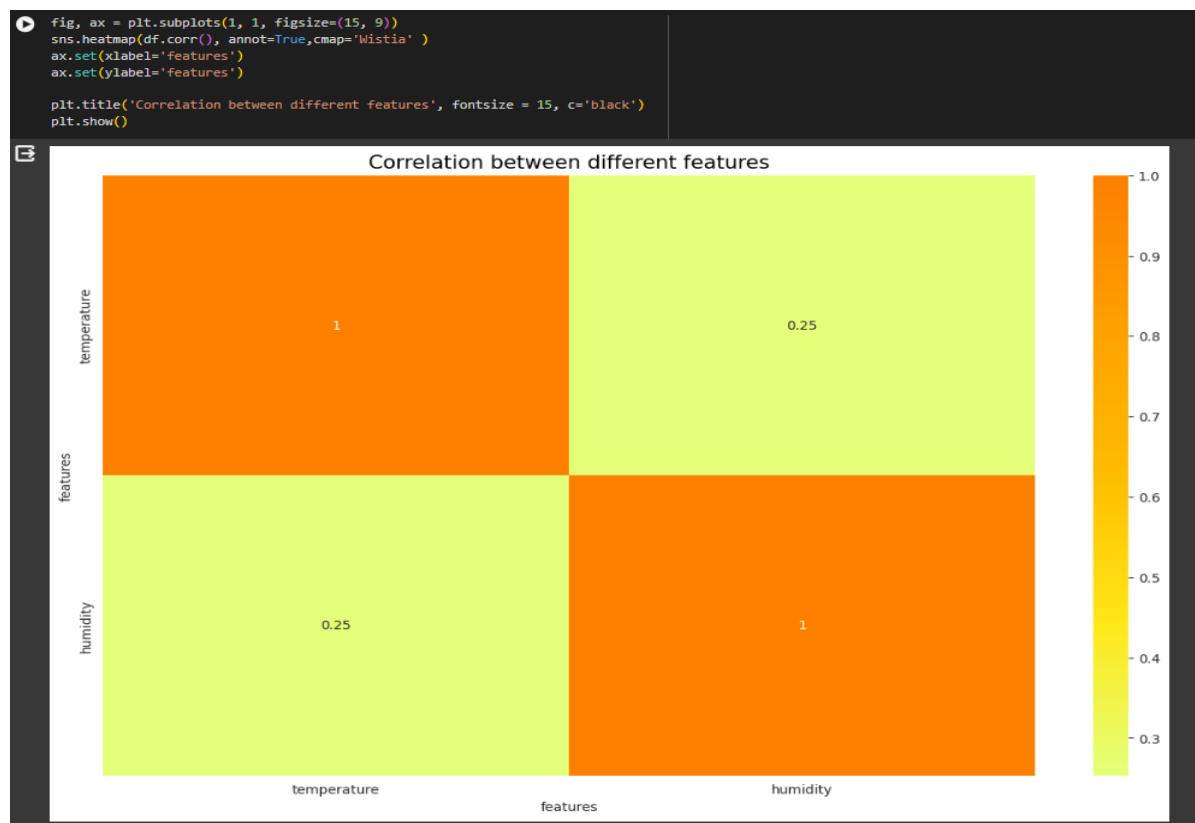 fig, ax = plt.subplots(1, 1, figsize=(15, 9))
sns.heatmap(df.corr(), annot=True,cmap='Wistia' )
ax.set(xlabel='features')
ax.set(ylabel='features')
plt.title('Correlation between different features', fontsize = 15, c='black')
plt.show()
Correlation between different features
temperature
features
humidity
1
0.25
0.25
1
temperature
humidity
features
1.0
0.9
0.8
0.7
0.6
0.5
0.4
0.3